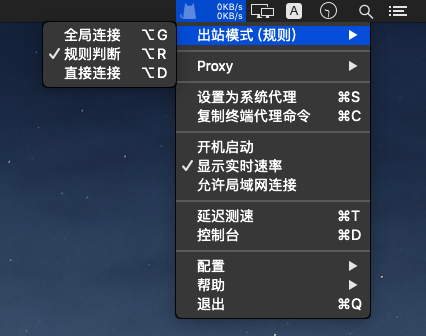 0KB/s
0KB/s
A
出站模式 (规则) ▶
全局连接 ⌥G
✓ 规则判断 ⌥R
直接连接 ⌥D
Proxy ▶
设置为系统代理 ⌘S
复制终端代理命令 ⌘C
开机启动
✓ 显示实时速率
允许局域网连接
延迟测速 ⌘T
控制台 ⌘D
配置 ▶
帮助 ▶
退出 ⌘Q